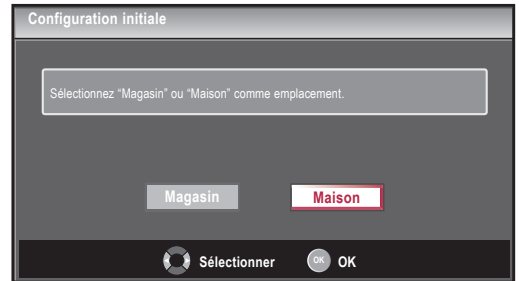 Configuration initiale
Sélectionnez “Magasin” ou “Maison” comme emplacement.
Magasin Maison
Sélectionner OK OK